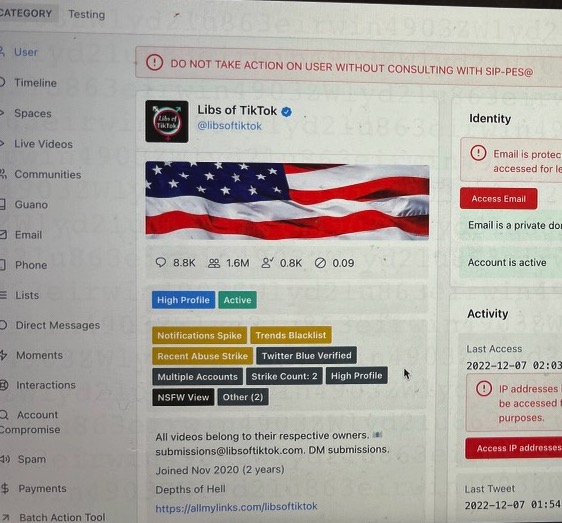 CATEGORY
Testing
User
Timeline
Spaces
Live Videos
Communities
Guano
Email
Phone
Lists
Direct Messages
Moments
Interactions
Account
Compromise
Spam
Payments
Batch Action Tool
DO NOT TAKE ACTION ON USER WITHOUT CONSULTING WITH SIP-PES@
Libs of
TikTok
Libs of TikTok
@libsoftiktok
8.8K 1.6M 0.8K 0.09
High Profile Active
Notifications Spike Trends Blacklist
Recent Abuse Strike Twitter Blue Verified
Multiple Accounts Strike Count: 2 High Profile
NSFW View Other (2)
All videos belong to their respective owners.
submissions@libsoftiktok.com. DM submissions.
Joined Nov 2020 (2 years)
Depths of Hell
https://allmylinks.com/libsoftiktok
Identity
Email is protec
accessed for le
Access Email
Email is a private do
Account is active
Activity
Last Access
2022-12-07 02:03
IP addresses
be accessed
purposes.
Access IP addresses
Last Tweet
2022-12-07 01:54